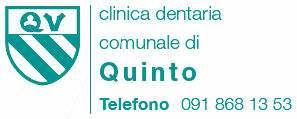 QV
clinica dentaria
comunale di
Quinto
Telefono 091 868 13 53